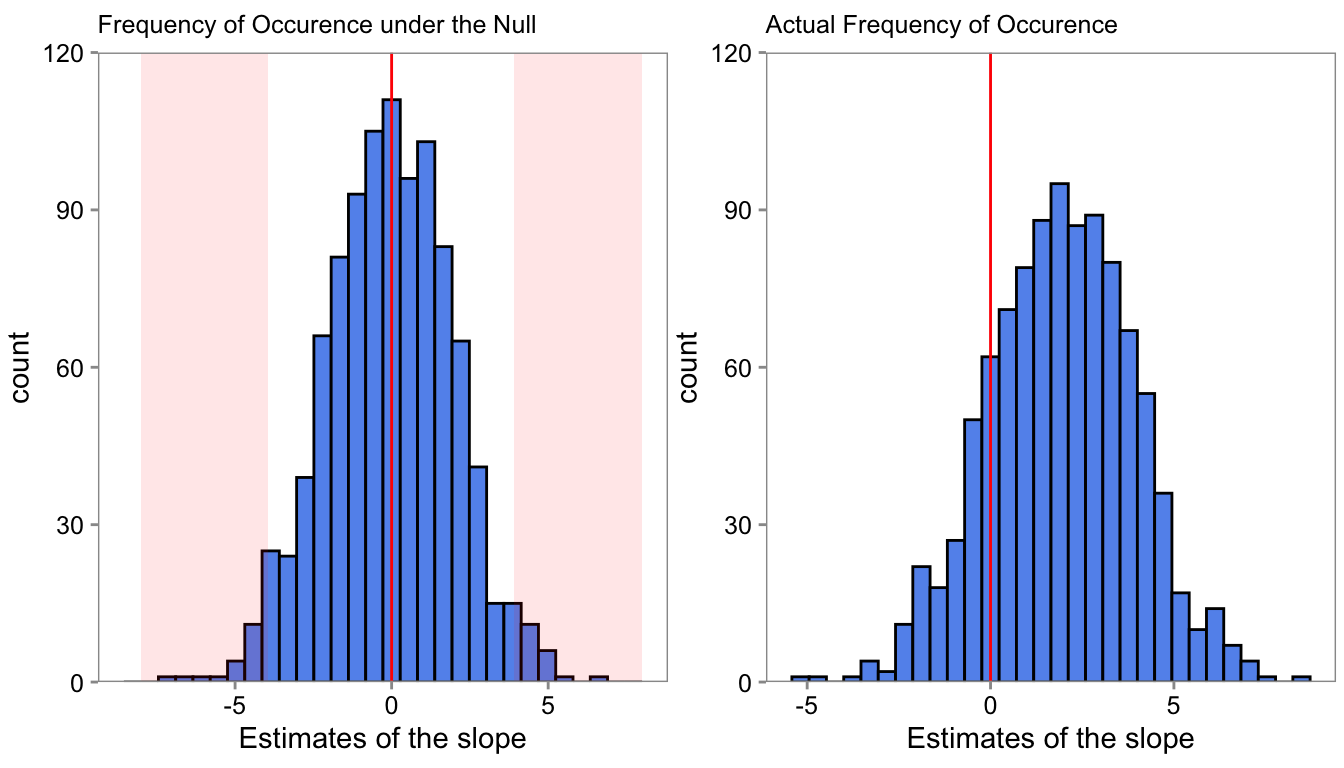 Frequency of Occurence under the Null
120
90
60
30
0
count
-5
0
5
Estimates of the slope
Actual Frequency of Occurence
120
90
60
30
0
count
-5
0
5
Estimates of the slope